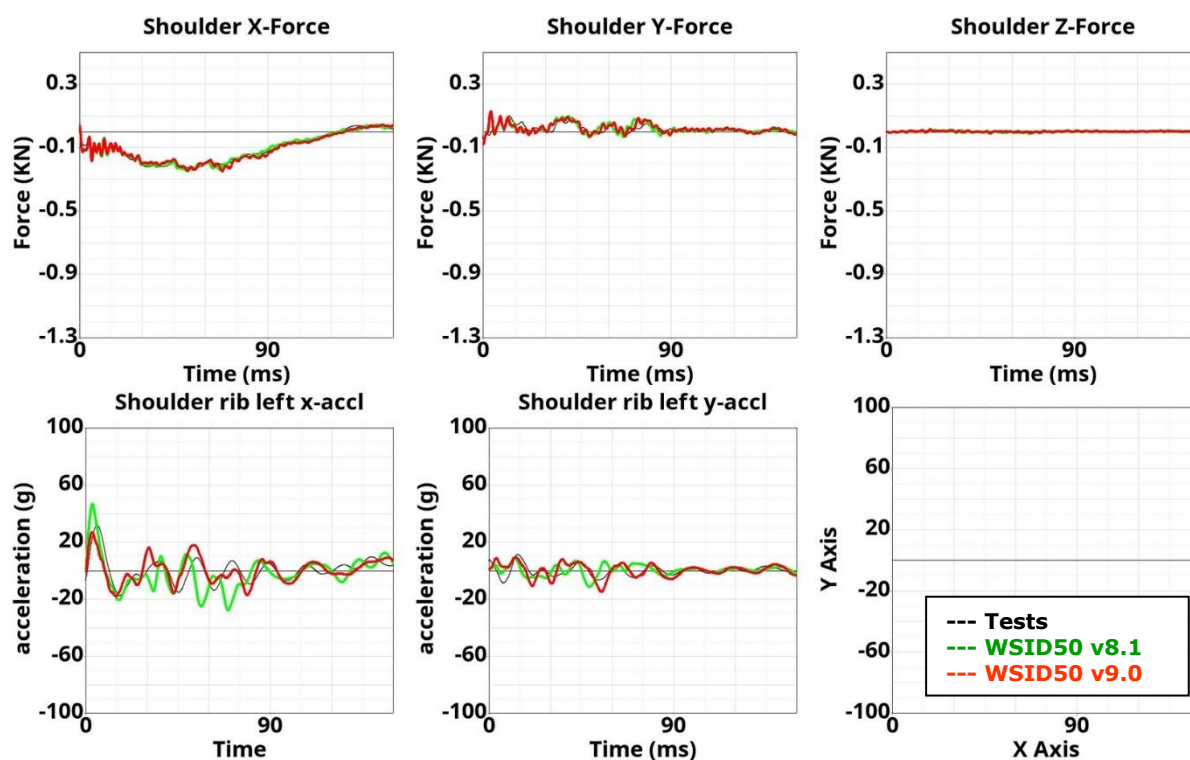 Shoulder X-Force
Shoulder Y-Force
Shoulder Z-Force
Force (KN)
0.3
-0.1
-0.5
-0.9
-1.3
0
90
Time (ms)
Force (KN)
0.3
-0.1
-0.5
-0.9
-1.3
0
90
Time (ms)
Force (KN)
0.3
-0.1
-0.5
-0.9
-1.3
0
90
Time (ms)
Shoulder rib left x-accl
Shoulder rib left y-accl
acceleration (g)
100
60
20
-20
-60
-100
0
90
Time
acceleration (g)
100
60
20
-20
-60
-100
0
90
Time (ms)
Y Axis
100
60
20
-20
-60
-100
0
90
X Axis
--- Tests
--- WSID50 v8.1
--- WSID50 v9.0